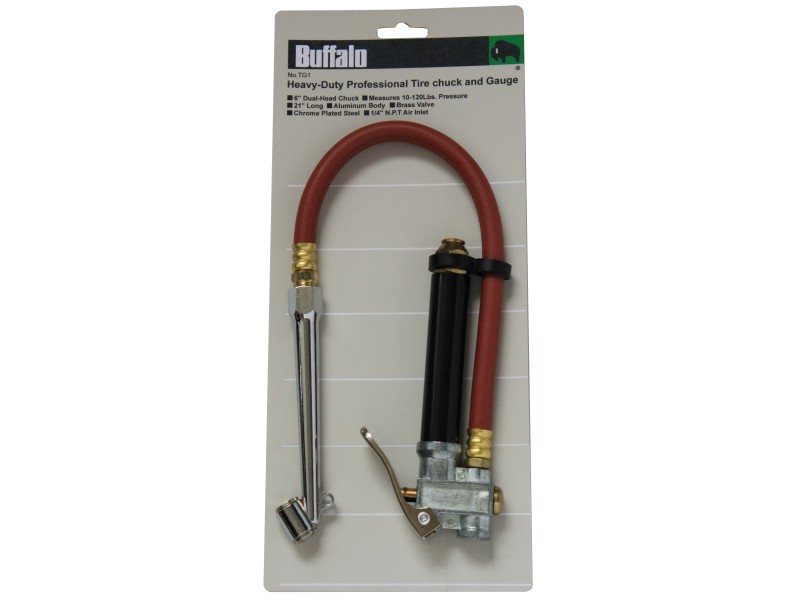 Buffalo
®
No.TG1
Heavy-Duty Professional Tire chuck and Gauge
■ 6" Dual-Head Chuck ■ Measures 10-120Lbs. Pressure
■ 21" Long ■ Aluminum Body ■ Brass Valve
■ Chrome Plated Steel ■ 1/4" N.P.T Air Inlet